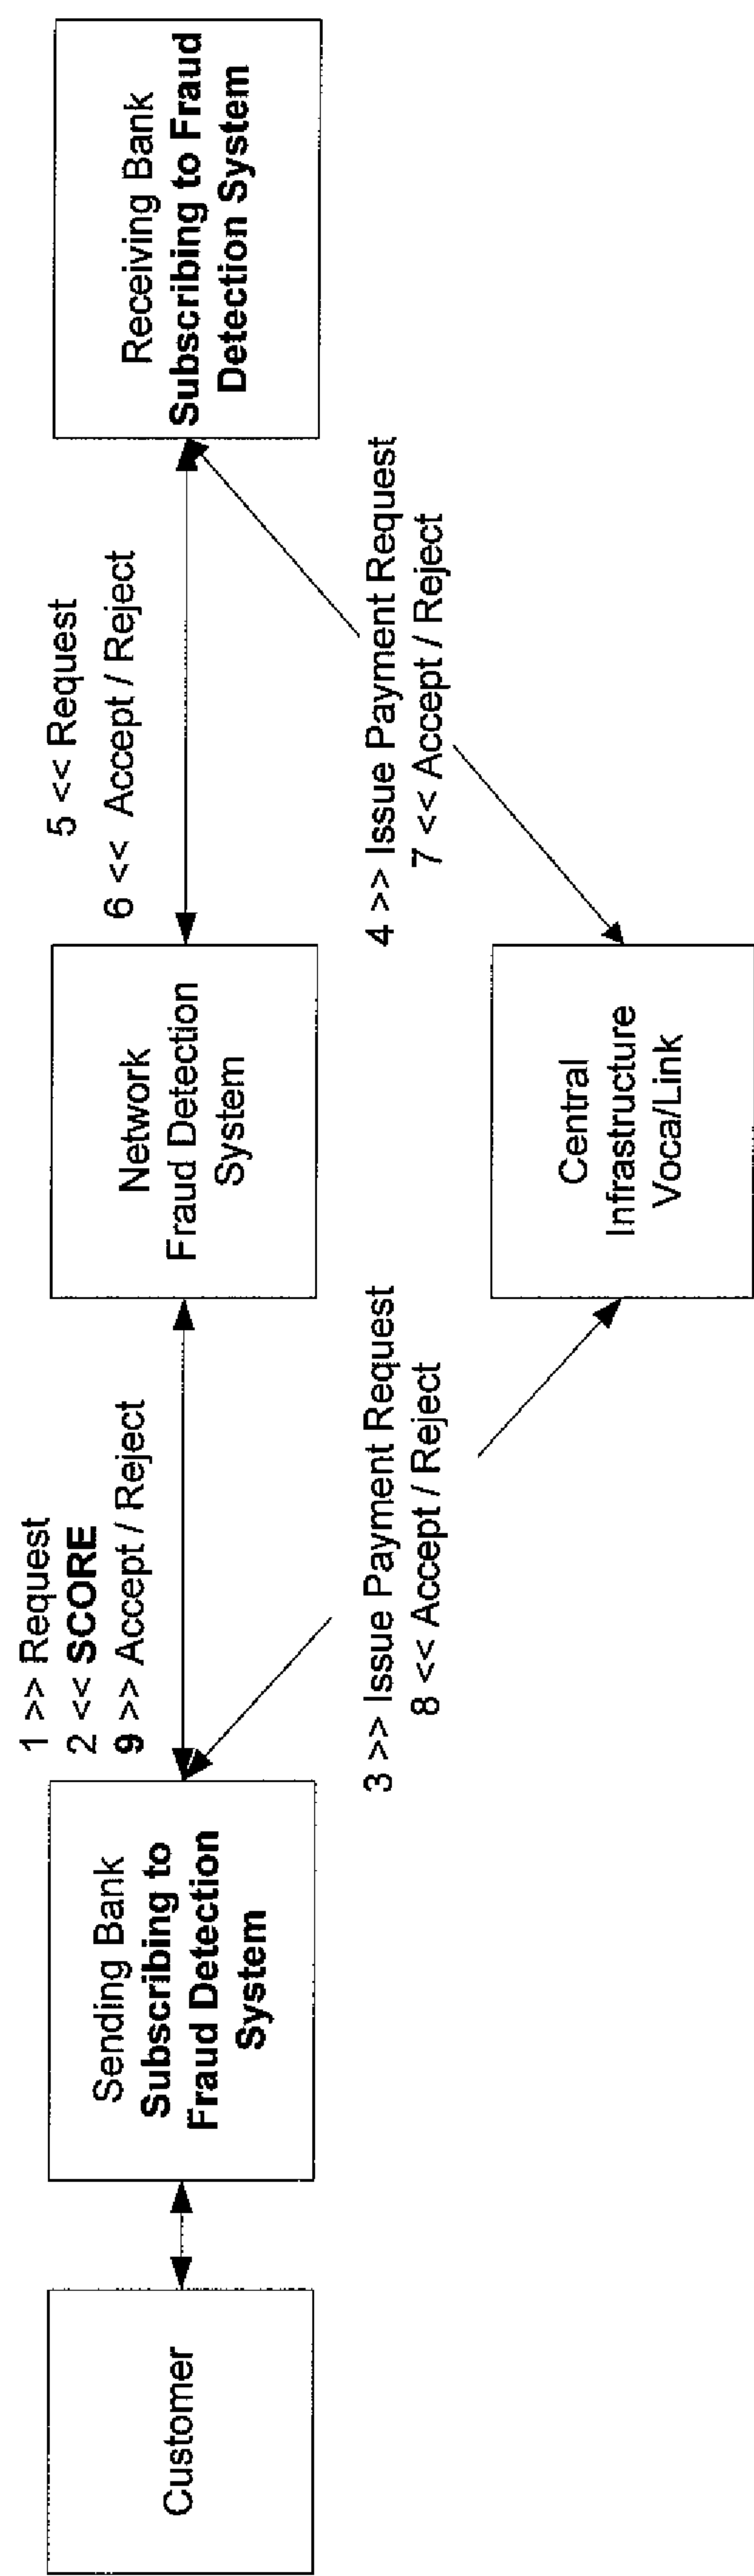 Customer
Sending Bank
Subscribing to
Fraud Detection
System
1 >> Request
2 << SCORE
9 >> Accept / Reject
3 >> Issue Payment Request
8 << Accept / Reject
Network
Fraud Detection
System
Central
Infrastructure
Voca/Link
5 << Request
6 << Accept / Reject
4 >> Issue Payment Request
7 << Accept / Reject
Receiving Bank
Subscribing to Fraud
Detection System